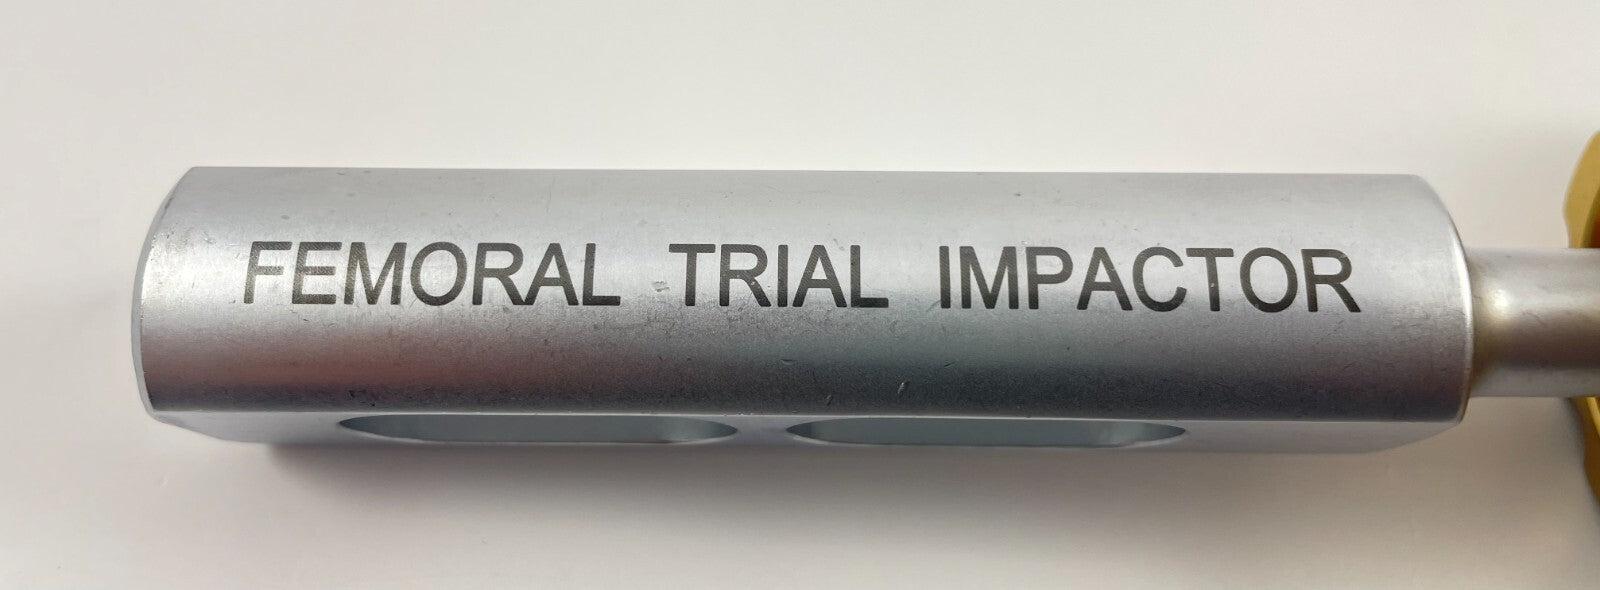 FEMORAL TRIAL IMPACTOR